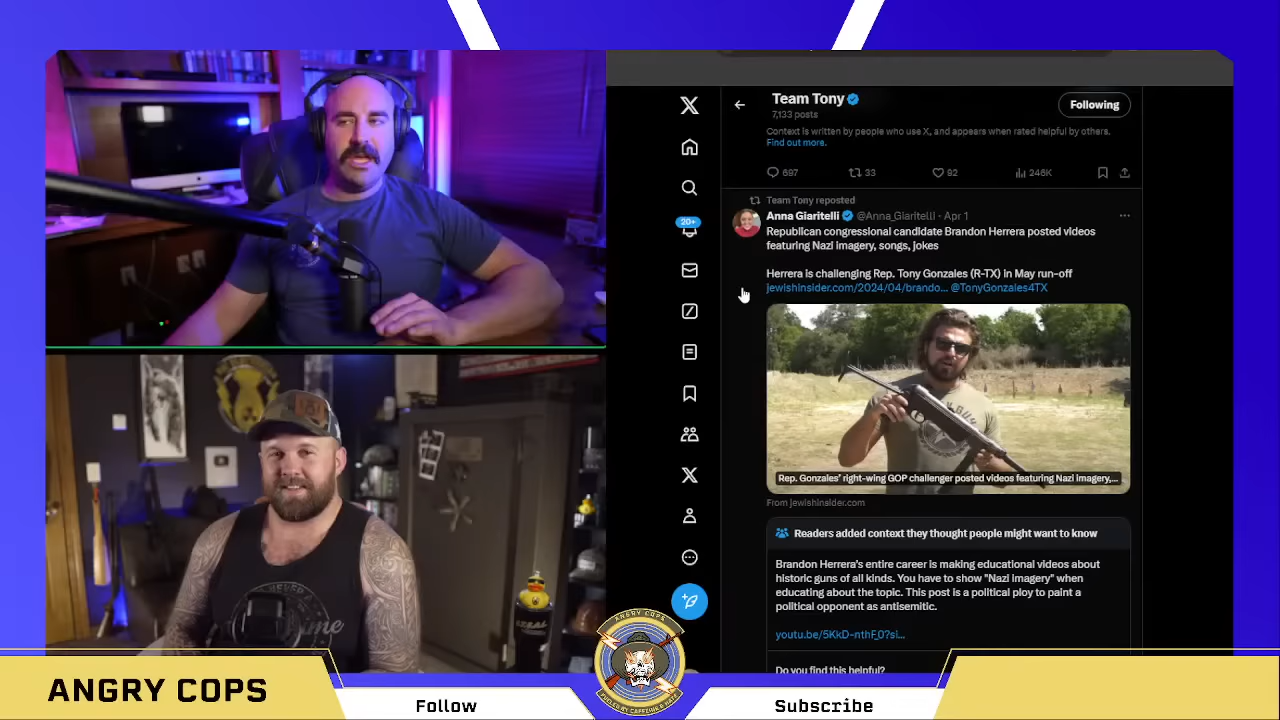 Team Tony
7,133 posts
Following
Context is written by people who use X, and appears when rated helpful by others.
Find out more.
697
33
92
246K
Team Tony reposted
Anna Giaritelli @Anna_Giaritelli · Apr 1
Republican congressional candidate Brandon Herrera posted videos
featuring Nazi imagery, songs, jokes
Herrera is challenging Rep. Tony Gonzales (R-TX) in May run-off
jewishinsider.com/2024/04/brando... @TonyGonzales4TX
Rep. Gonzales' right-wing GOP challenger posted videos featuring Nazi imagery,...
From jewishinsider.com
Readers added context they thought people might want to know
Brandon Herrera's entire career is making educational videos about
historic guns of all kinds. You have to show "Nazi imagery" when
educating about the topic. This post is a political ploy to paint a
political opponent as antisemitic.
youtu.be/5KkD-nthF_0?si...
Do you find this helpful?
20+
ANGRY COPS
FUELED BY CAFFEINE & HATE
ANGRY COPS
Follow
Subscribe